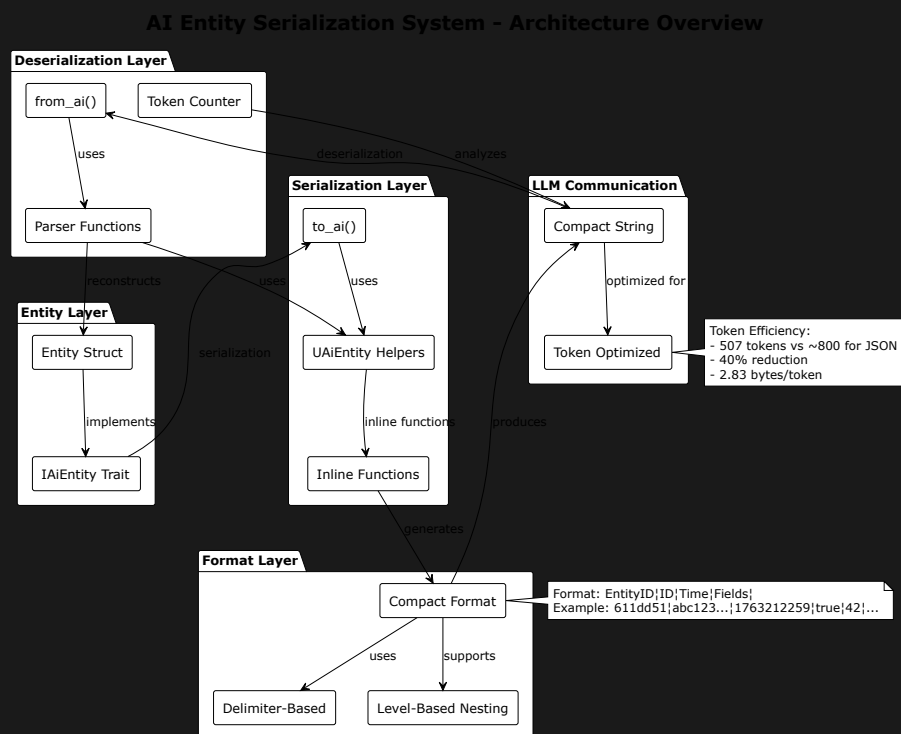 AI Entity Serialization System - Architecture Overview
Deserialization Layer
from_ai()
Token Counter
uses
deserialization
analyzes
Parser Functions
Serialization Layer
to_ai()
LLM Communication
Compact String
reconstructs
uses
uses
optimized for
Entity Layer
Entity Struct
serialization
UAiEntity Helpers
Token Optimized
Token Efficiency:
- 507 tokens vs ~800 for JSON
- 40% reduction
- 2.83 bytes/token
implements
inline functions
produces
IAiEntity Trait
Inline Functions
generates
Format Layer
Compact Format
Format: EntityID¦ID¦Time¦Fields¦
Example: 611dd51¦abc123...¦1763212259¦true¦42¦...
uses
supports
Delimiter-Based
Level-Based Nesting